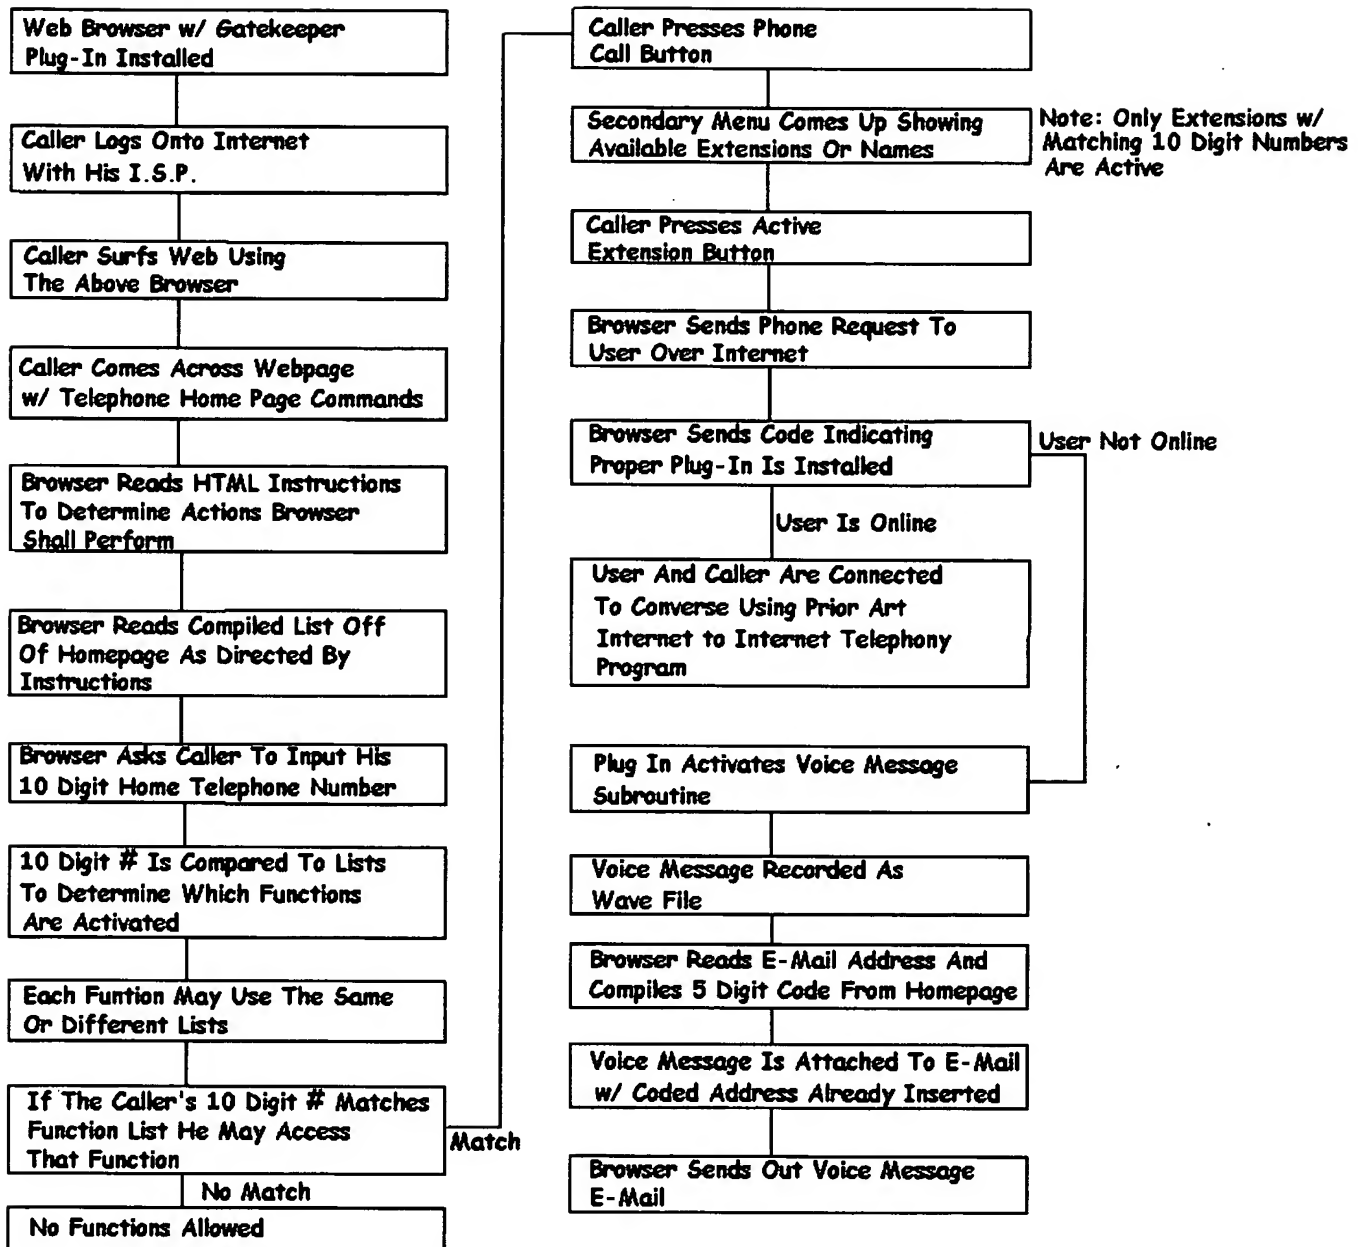 Web Browser w/ Gatekeeper
Plug-In Installed
Caller Logs Onto Internet
With His I.S.P.
Caller Surfs Web Using
The Above Browser
Caller Comes Across Webpage
w/ Telephone Home Page Commands
Browser Reads HTML Instructions
To Determine Actions Browser
Shall Perform
Browser Reads Compiled List Off
Of Homepage As Directed By
Instructions
Browser Asks Caller To Input His
10 Digit Home Telephone Number
10 Digit # Is Compared To Lists
To Determine Which Functions
Are Activated
Each Funtion May Use The Same
Or Different Lists
If The Caller's 10 Digit # Matches
Function List He May Access
That Function
Match
No Match
No Functions Allowed
Caller Presses Phone
Call Button
Secondary Menu Comes Up Showing
Available Extensions Or Names
Note: Only Extensions w/
Matching 10 Digit Numbers
Are Active
Caller Presses Active
Extension Button
Browser Sends Phone Request To
User Over Internet
Browser Sends Code Indicating
Proper Plug-In Is Installed
User Not Online
User Is Online
User And Caller Are Connected
To Converse Using Prior Art
Internet to Internet Telephony
Program
Plug In Activates Voice Message
Subroutine
Voice Message Recorded As
Wave File
Browser Reads E-Mail Address And
Compiles 5 Digit Code From Homepage
Voice Message Is Attached To E-Mail
w/ Coded Address Already Inserted
Browser Sends Out Voice Message
E-Mail